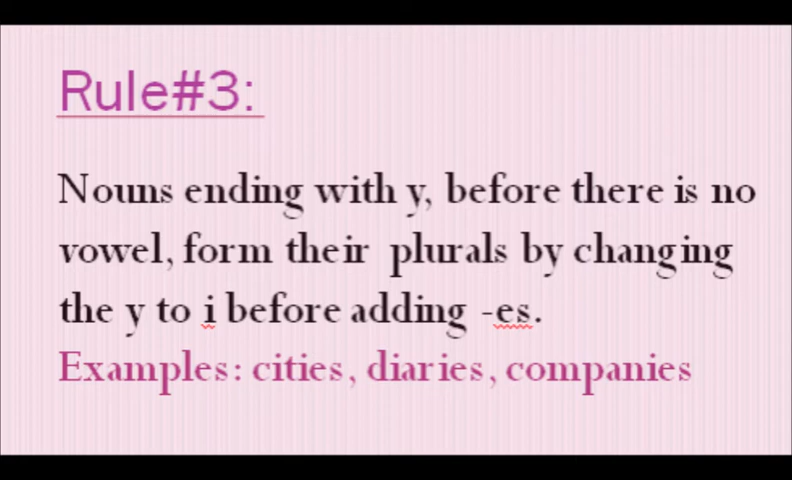 Rule#3:
Nouns ending with y, before there is no
vowel, form their plurals by changing
the y to i before adding -es.
Examples: cities, diaries, companies